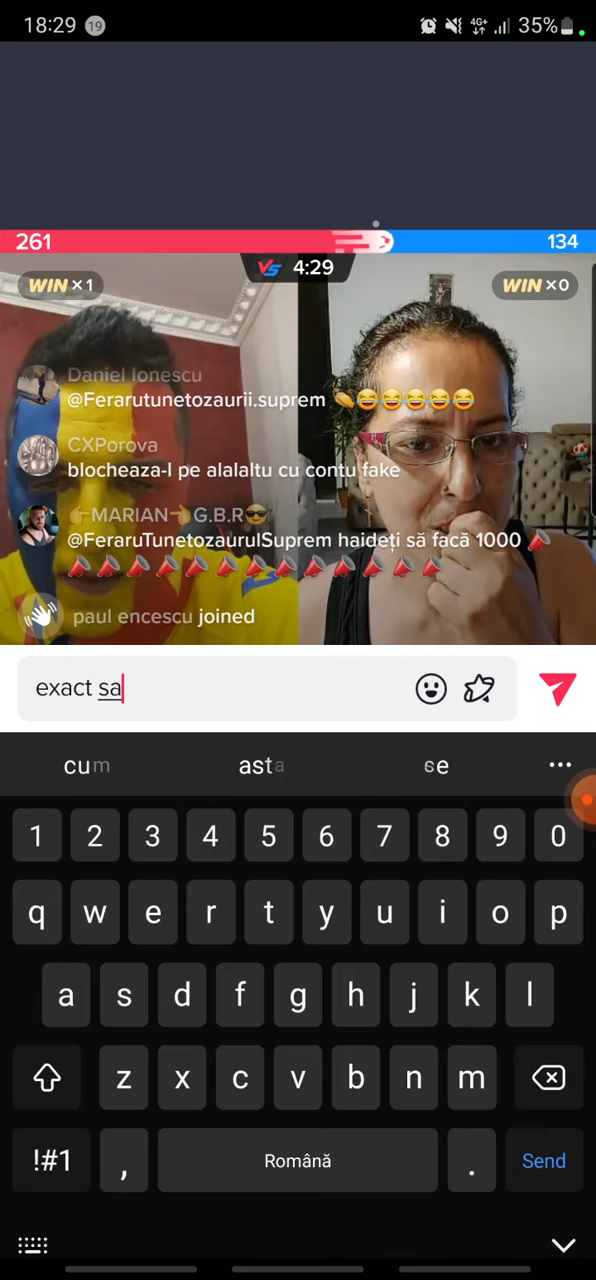 18:29 19 4G+ 35%
261 134
VS 4:29
WIN ×1 WIN ×0
Daniel Ionescu
@Ferarutunetozaurii.suprem 🌭😂😂😂😂😂
CXPorova
blocheaza-l pe alalaltu cu contu fake
👉MARIAN👈G.B.R😎
@FeraruTunetozaurulSuprem haideți să facă 1000 📣
📣📣📣📣📣📣📣📣📣📣📣📣📣
paul encescu joined
exact sa
cum asta se ...
1 2 3 4 5 6 7 8 9 0
q w e r t y u i o p
a s d f g h j k l
z x c v b n m
!#1 , Română . Send